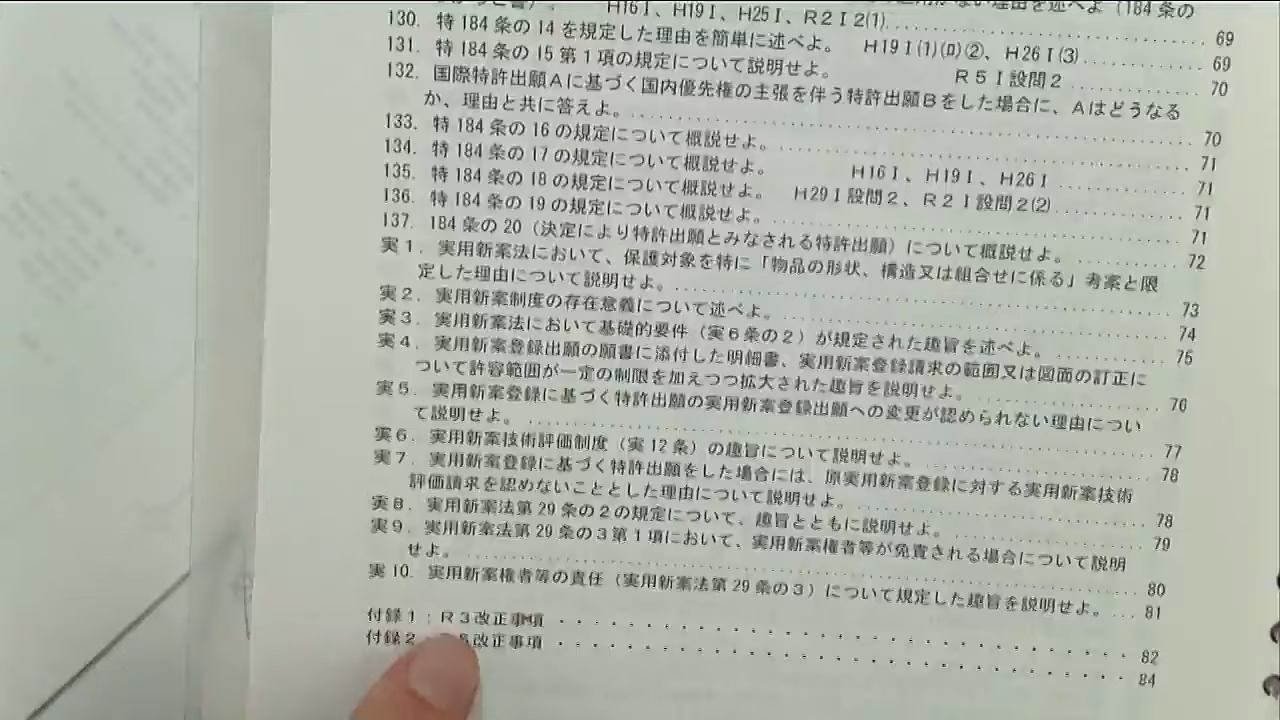 理由を述べよ（184条の
H16Ⅰ、H19Ⅰ、H25Ⅰ、R2Ⅰ2(1)..... 69
130. 特184条の14を規定した理由を簡単に述べよ。 H19Ⅰ(1)(ロ)②、H26Ⅰ(3)..... 69
131. 特184条の15第1項の規定について説明せよ。 R5Ⅰ設問2..... 70
132. 国際特許出願Aに基づく国内優先権の主張を伴う特許出願Bをした場合に、Aはどうなる
か、理由と共に答えよ。..... 70
133. 特184条の16の規定について概説せよ。..... 71
134. 特184条の17の規定について概説せよ。 H16Ⅰ、H19Ⅰ、H26Ⅰ..... 71
135. 特184条の18の規定について概説せよ。 H29Ⅰ設問2、R2Ⅰ設問2(2)..... 71
136. 特184条の19の規定について概説せよ。..... 71
137. 184条の20（決定により特許出願とみなされる特許出願）について概説せよ。..... 72
実1. 実用新案法において、保護対象を特に「物品の形状、構造又は組合せに係る」考案と限
定した理由について説明せよ。..... 73
実2. 実用新案制度の存在意義について述べよ。..... 74
実3. 実用新案法において基礎的要件（実6条の2）が規定された趣旨を述べよ。..... 75
実4. 実用新案登録出願の願書に添付した明細書、実用新案登録請求の範囲又は図面の訂正に
ついて許容範囲が一定の制限を加えつつ拡大された趣旨を説明せよ。..... 76
実5. 実用新案登録に基づく特許出願の実用新案登録出願への変更が認められない理由につい
て説明せよ。..... 77
実6. 実用新案技術評価制度（実12条）の趣旨について説明せよ。..... 78
実7. 実用新案登録に基づく特許出願をした場合には、原実用新案登録に対する実用新案技術
評価請求を認めないこととした理由について説明せよ。..... 78
実8. 実用新案法第29条の2の規定について、趣旨とともに説明せよ。..... 79
実9. 実用新案法第29条の3第1項において、実用新案権者等が免責される場合について説明
せよ。..... 80
実10. 実用新案権者等の責任（実用新案法第29条の3）について規定した趣旨を説明せよ。... 81
付録1：R3改正事項 ..... 82
付録2 改正事項 ..... 84